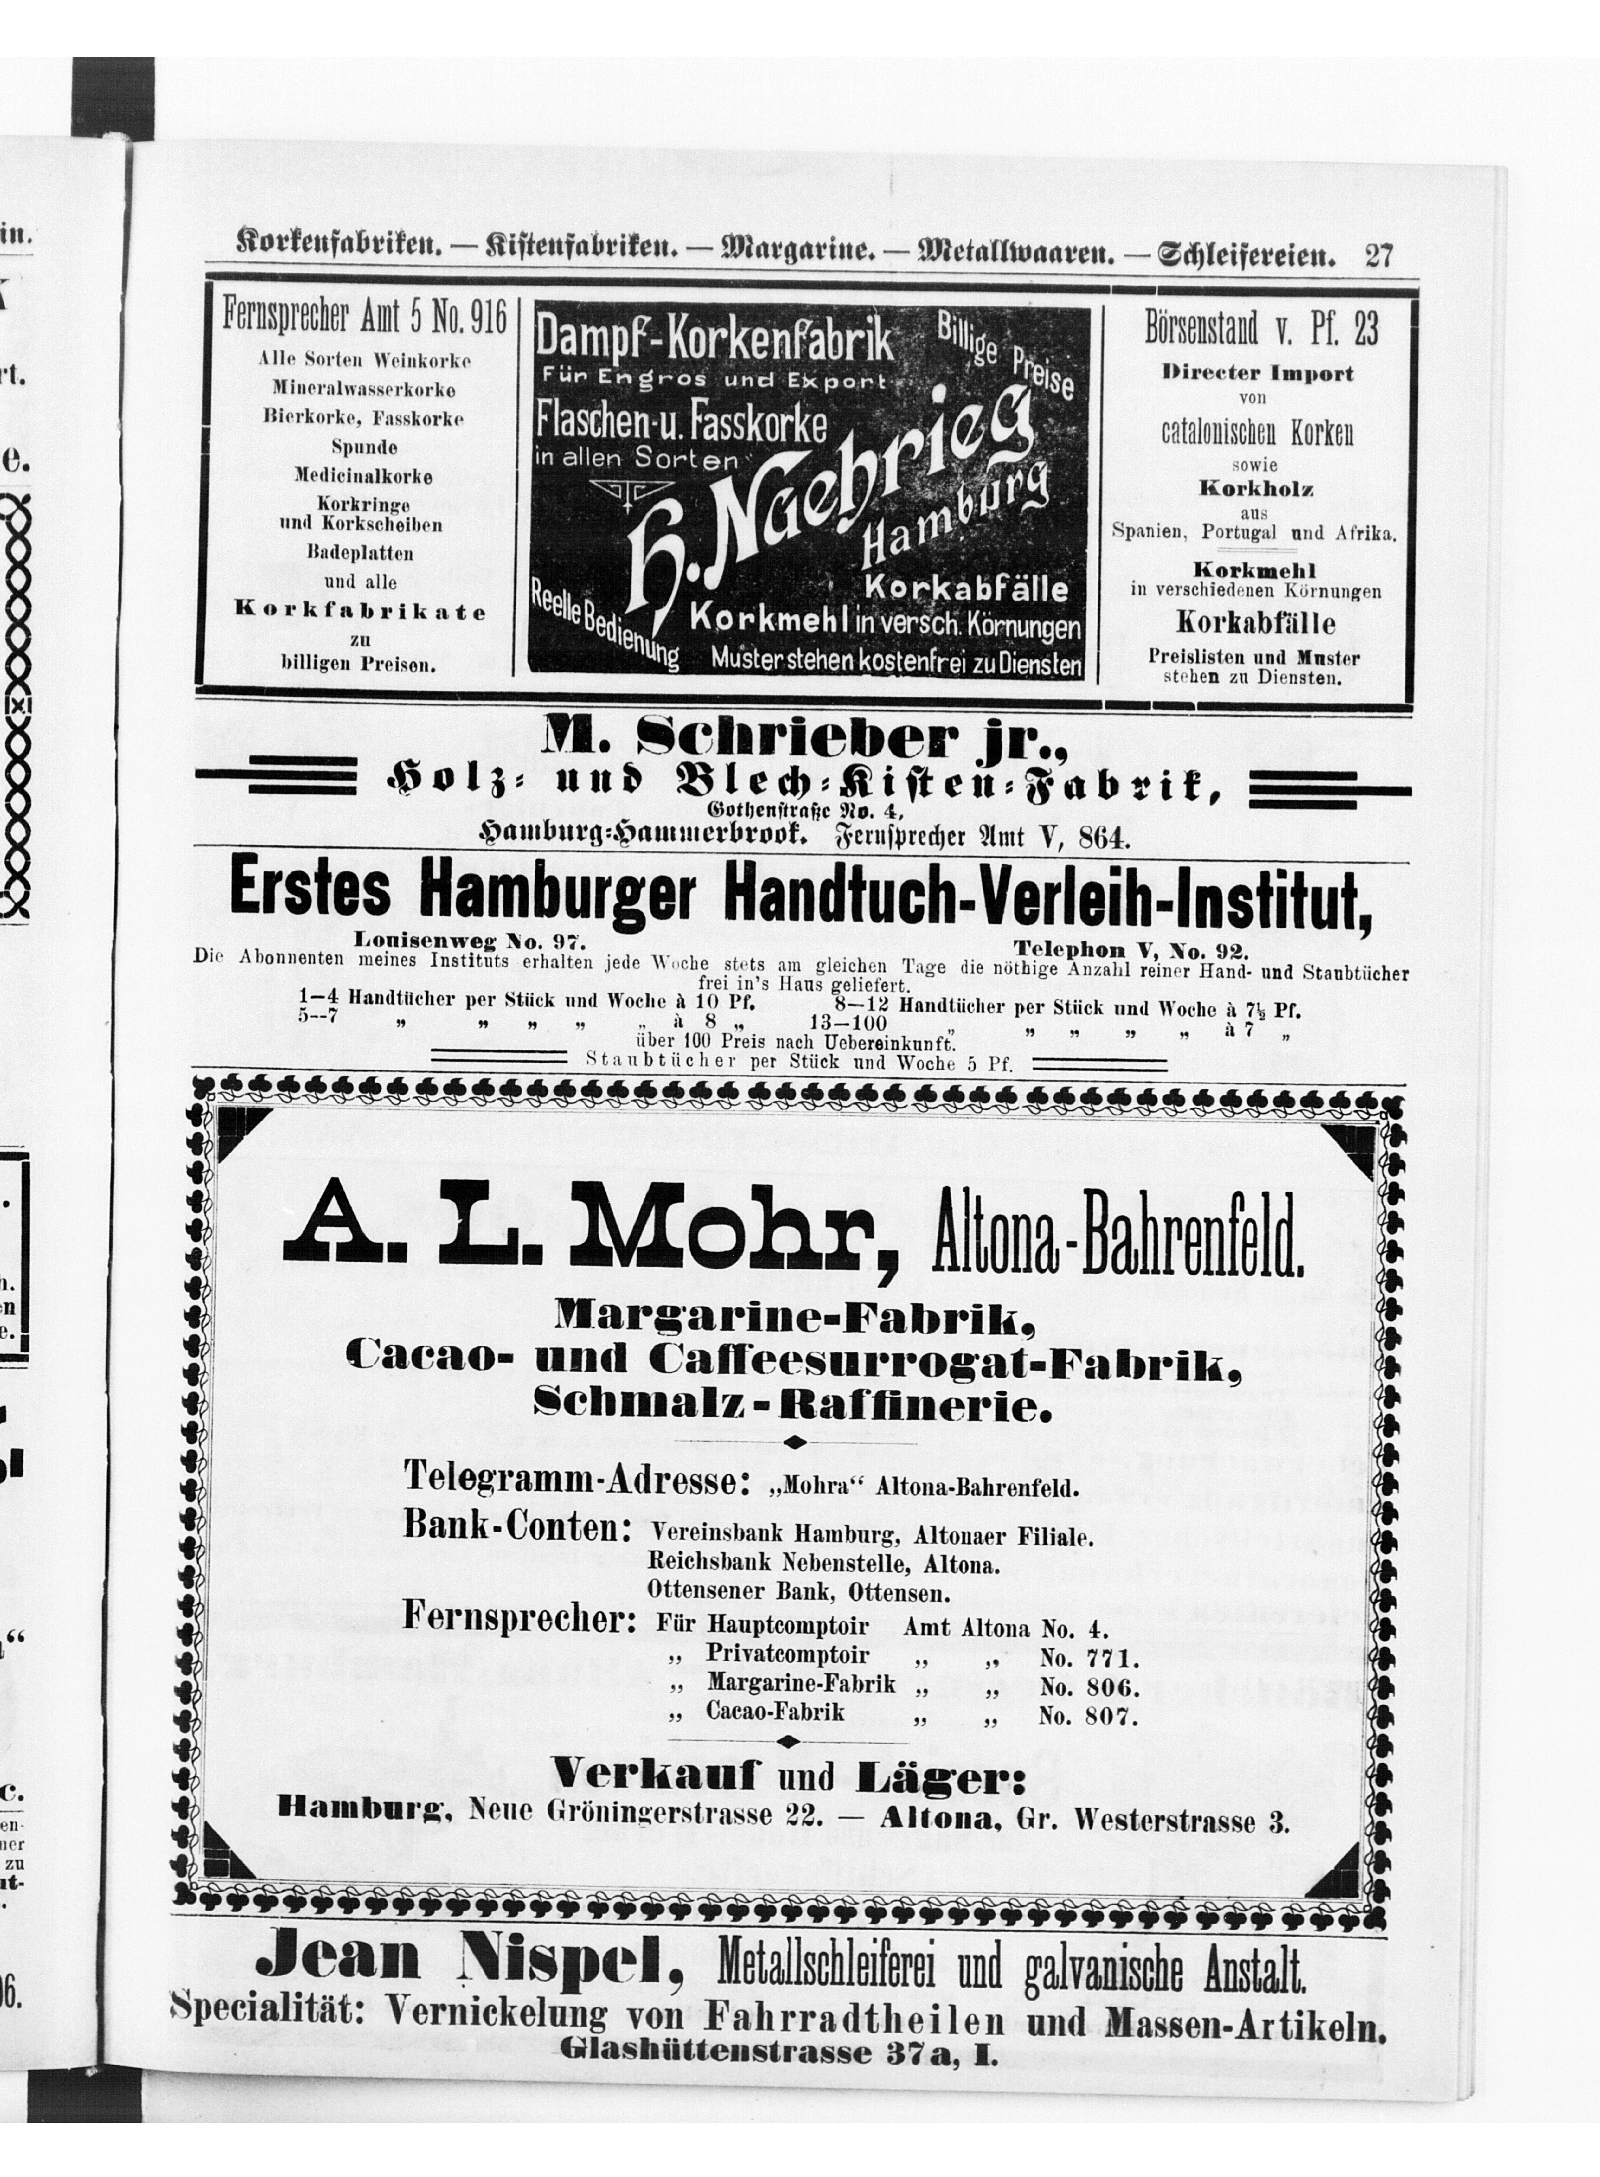 Korkenfabriken. — Kistenfabriken. — Margarine. — Metallwaaren. — Schleifereien. 27
Fernsprecher Amt 5 No. 916
Alle Sorten Weinkorke
Mineralwasserkorke
Bierkorke, Fasskorke
Spunde
Medicinalkorke
Korkringe
und Korkscheiben
Badeplatten
und alle
Korkfabrikate
zu
billigen Preisen.
Dampf-Korkenfabrik
Für Engros und Export
Billige Preise
Flaschen-u. Fasskorke
in allen Sorten
H. Naehrieg
Hamburg
Reelle Bedienung
Korkabfälle
Korkmehl in versch. Körnungen
Muster stehen kostenfrei zu Diensten
Börsenstand v. Pf. 23
Directer Import
von
catalonischen Korken
sowie
Korkholz
aus
Spanien, Portugal und Afrika.
Korkmehl
in verschiedenen Körnungen
Korkabfälle
Preislisten und Muster
stehen zu Diensten.
M. Schrieber jr.,
Holz- und Blech-Kisten-Fabrik,
Gothenstraße No. 4,
Hamburg-Hammerbrook. Fernsprecher Amt V, 864.
Erstes Hamburger Handtuch-Verleih-Institut,
Louisenweg No. 97. Telephon V, No. 92.
Die Abonnenten meines Instituts erhalten jede Woche stets am gleichen Tage die nöthige Anzahl reiner Hand- und Staubtücher
frei in's Haus geliefert.
1—4 Handtücher per Stück und Woche à 10 Pf. 8—12 Handtücher per Stück und Woche à 7½ Pf.
5--7 „ „ „ „ „ à 8 „ 13—100 „ „ „ „ „ à 7 „
über 100 Preis nach Uebereinkunft.
Staubtücher per Stück und Woche 5 Pf.
A. L. Mohr, Altona-Bahrenfeld.
Margarine-Fabrik,
Cacao- und Caffeesurrogat-Fabrik,
Schmalz-Raffinerie.
Telegramm-Adresse: „Mohra“ Altona-Bahrenfeld.
Bank-Conten: Vereinsbank Hamburg, Altonaer Filiale.
Reichsbank Nebenstelle, Altona.
Ottensener Bank, Ottensen.
Fernsprecher: Für Hauptcomptoir Amt Altona No. 4.
„ Privatcomptoir „ „ No. 771.
„ Margarine-Fabrik „ „ No. 806.
„ Cacao-Fabrik „ „ No. 807.
Verkauf und Läger:
Hamburg, Neue Gröningerstrasse 22. — Altona, Gr. Westerstrasse 3.
Jean Nispel, Metallschleiferei und galvanische Anstalt.
Specialität: Vernickelung von Fahrradtheilen und Massen-Artikeln.
Glashüttenstrasse 37a, I.